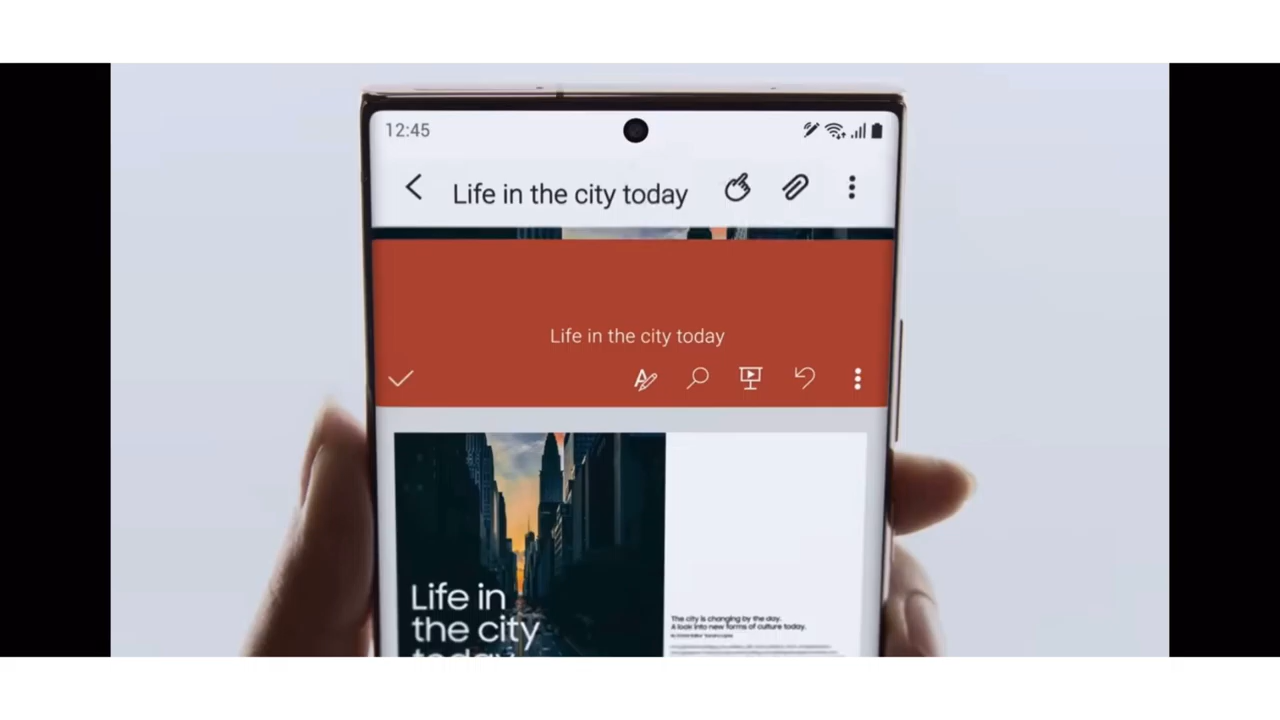 12:45
Life in the city today
Life in the city today
Life in
the city
today
The city is changing by the day.
A look into new forms of culture today.